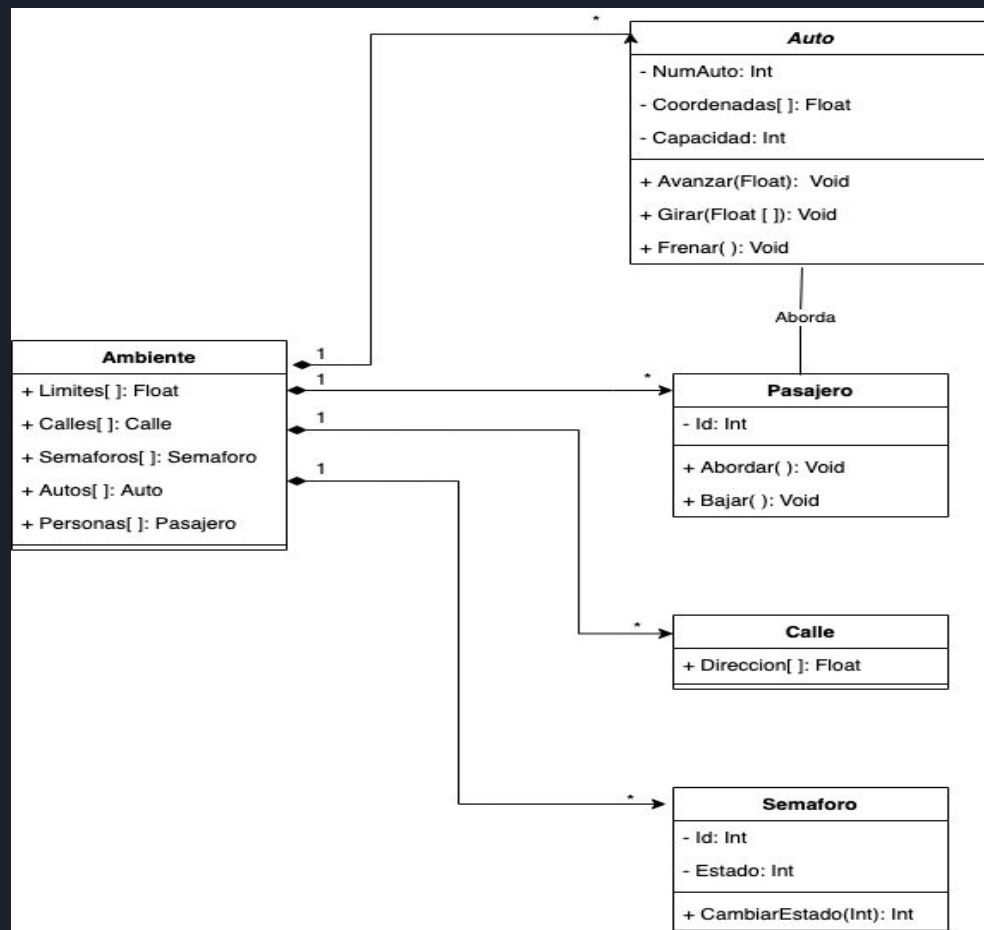 *
Auto
- NumAuto: Int
- Coordenadas[ ]: Float
- Capacidad: Int
+ Avanzar(Float):  Void
+ Girar(Float [ ]): Void
+ Frenar( ): Void
Aborda
Ambiente
+ Limites[ ]: Float
+ Calles[ ]: Calle
+ Semaforos[ ]: Semaforo
+ Autos[ ]: Auto
+ Personas[ ]: Pasajero
1
1
*
1
1
Pasajero
- Id: Int
+ Abordar( ): Void
+ Bajar( ): Void
*
Calle
+ Direccion[ ]: Float
*
Semaforo
- Id: Int
- Estado: Int
+ CambiarEstado(Int): Int